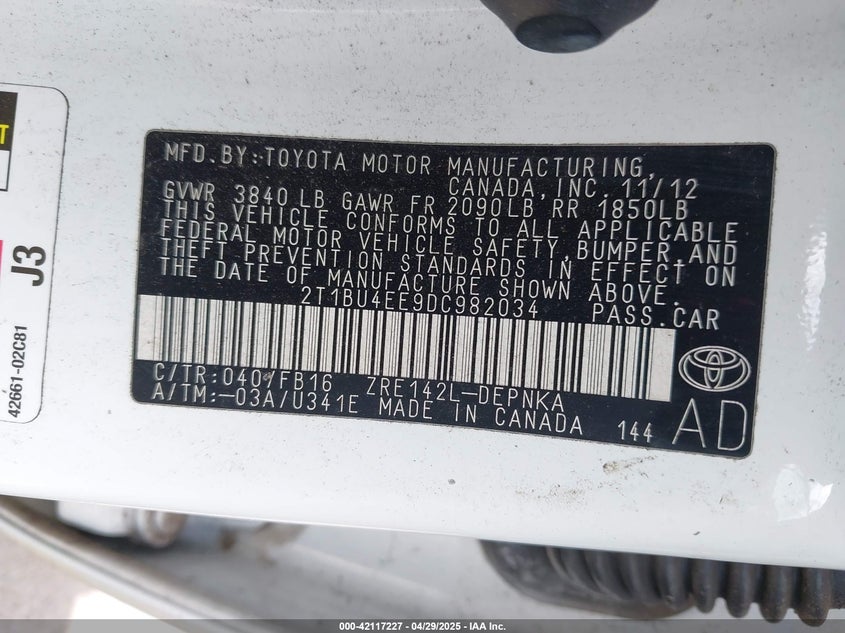 MFD. BY: TOYOTA MOTOR MANUFACTURING,
CANADA, INC. 11/12
GVWR 3840 LB GAWR FR 2090LB RR 1850LB
THIS VEHICLE CONFORMS TO ALL APPLICABLE
FEDERAL MOTOR VEHICLE SAFETY, BUMPER, AND
THEFT PREVENTION STANDARDS IN EFFECT ON
THE DATE OF MANUFACTURE SHOWN ABOVE.
2T1BU4EE9DC982034 PASS. CAR
C/TR: 040/FB16 ZRE142L-DEPNKA
A/TM:-03A/U341E MADE IN CANADA 144 AD
J3
42661-02C81
000-42117227 - 04/29/2025 - IAA Inc.